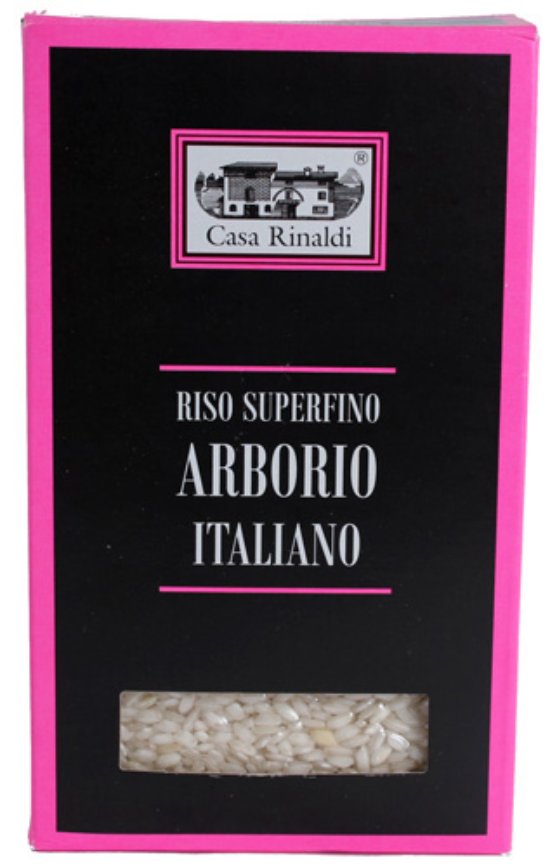 ®
Casa Rinaldi
RISO SUPERFINO
ARBORIO
ITALIANO